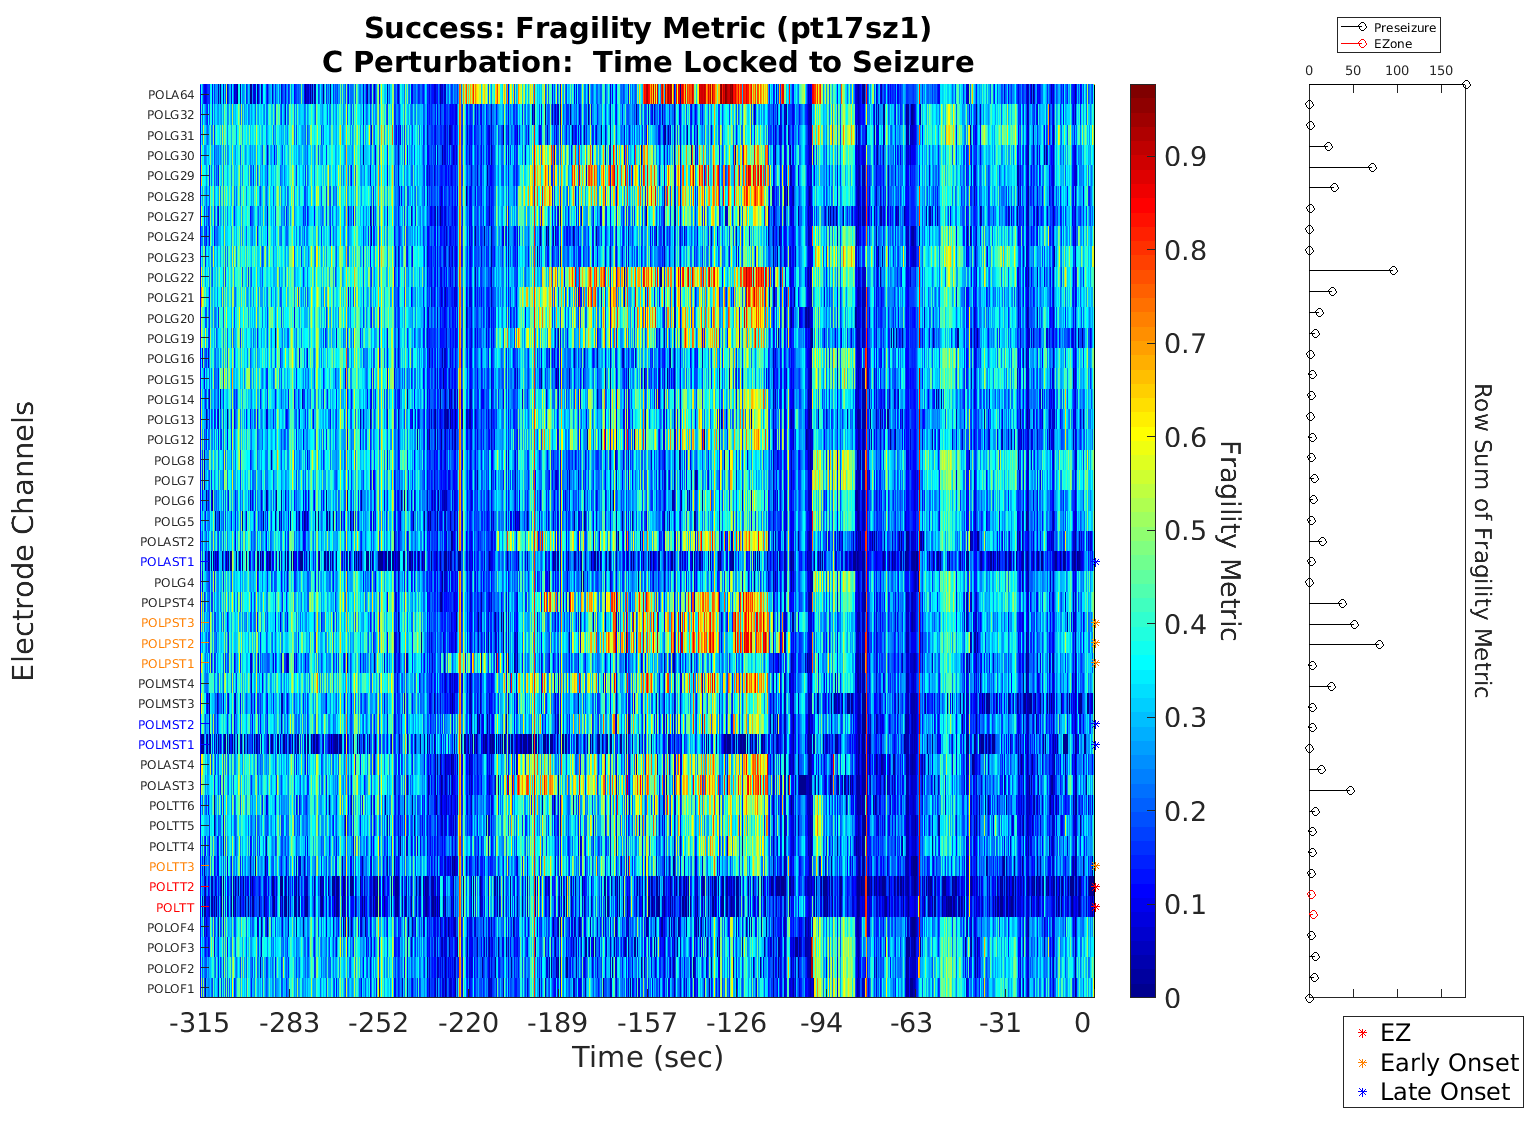 Success: Fragility Metric (pt17sz1)
C Perturbation:  Time Locked to Seizure
Electrode Channels
POLA64
POLG32
POLG31
POLG30
POLG29
POLG28
POLG27
POLG24
POLG23
POLG22
POLG21
POLG20
POLG19
POLG16
POLG15
POLG14
POLG13
POLG12
POLG8
POLG7
POLG6
POLG5
POLAST2
POLAST1
POLG4
POLPST4
POLPST3
POLPST2
POLPST1
POLMST4
POLMST3
POLMST2
POLMST1
POLAST4
POLAST3
POLTT6
POLTT5
POLTT4
POLTT3
POLTT2
POLTT
POLOF4
POLOF3
POLOF2
POLOF1
-315 -283 -252 -220 -189 -157 -126 -94 -63 -31 0
Time (sec)
0.9
0.8
0.7
0.6
0.5
0.4
0.3
0.2
0.1
0
Fragility Metric
Preseizure
EZone
0 50 100 150
Row Sum of Fragility Metric
EZ
Early Onset
Late Onset